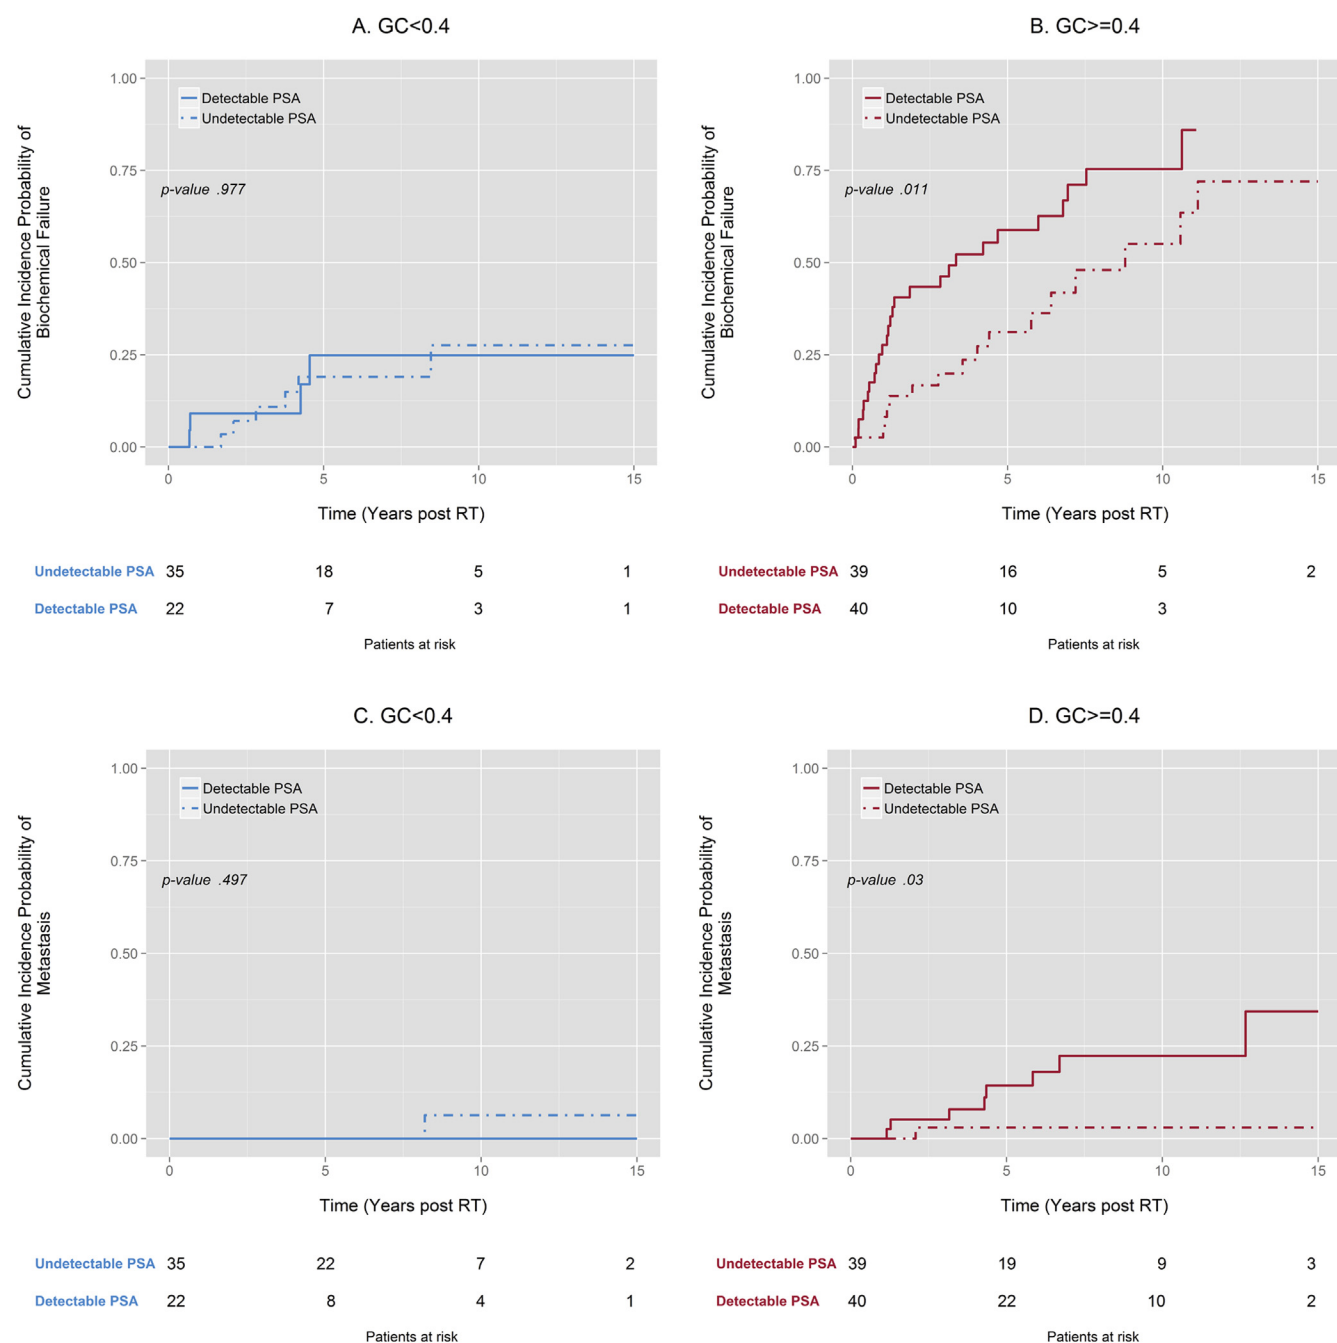 A. GC<0.4
Cumulative Incidence Probability of
Biochemical Failure
1.00
0.75
0.50
0.25
0.00
Detectable PSA
Undetectable PSA
p-value .977
0 5 10 15
Time (Years post RT)
Undetectable PSA 35 18 5 1
Detectable PSA 22 7 3 1
Patients at risk
B. GC>=0.4
Cumulative Incidence Probability of
Biochemical Failure
1.00
0.75
0.50
0.25
0.00
Detectable PSA
Undetectable PSA
p-value .011
0 5 10 15
Time (Years post RT)
Undetectable PSA 39 16 5 2
Detectable PSA 40 10 3
Patients at risk
C. GC<0.4
Cumulative Incidence Probability of
Metastasis
1.00
0.75
0.50
0.25
0.00
Detectable PSA
Undetectable PSA
p-value .497
0 5 10 15
Time (Years post RT)
Undetectable PSA 35 22 7 2
Detectable PSA 22 8 4 1
Patients at risk
D. GC>=0.4
Cumulative Incidence Probability of
Metastasis
1.00
0.75
0.50
0.25
0.00
Detectable PSA
Undetectable PSA
p-value .03
0 5 10 15
Time (Years post RT)
Undetectable PSA 39 19 9 3
Detectable PSA 40 22 10 2
Patients at risk